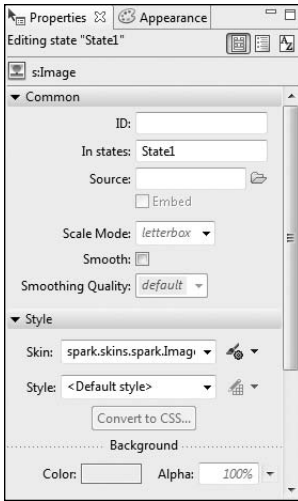 Properties Appearance
Editing state "State1"
s:Image
Common
ID:
In states: State1
Source:
Embed
Scale Mode: letterbox
Smooth:
Smoothing Quality: default
Style
Skin: spark.skins.spark.Imag
Style: <Default style>
Convert to CSS...
Background
Color: Alpha: 100%